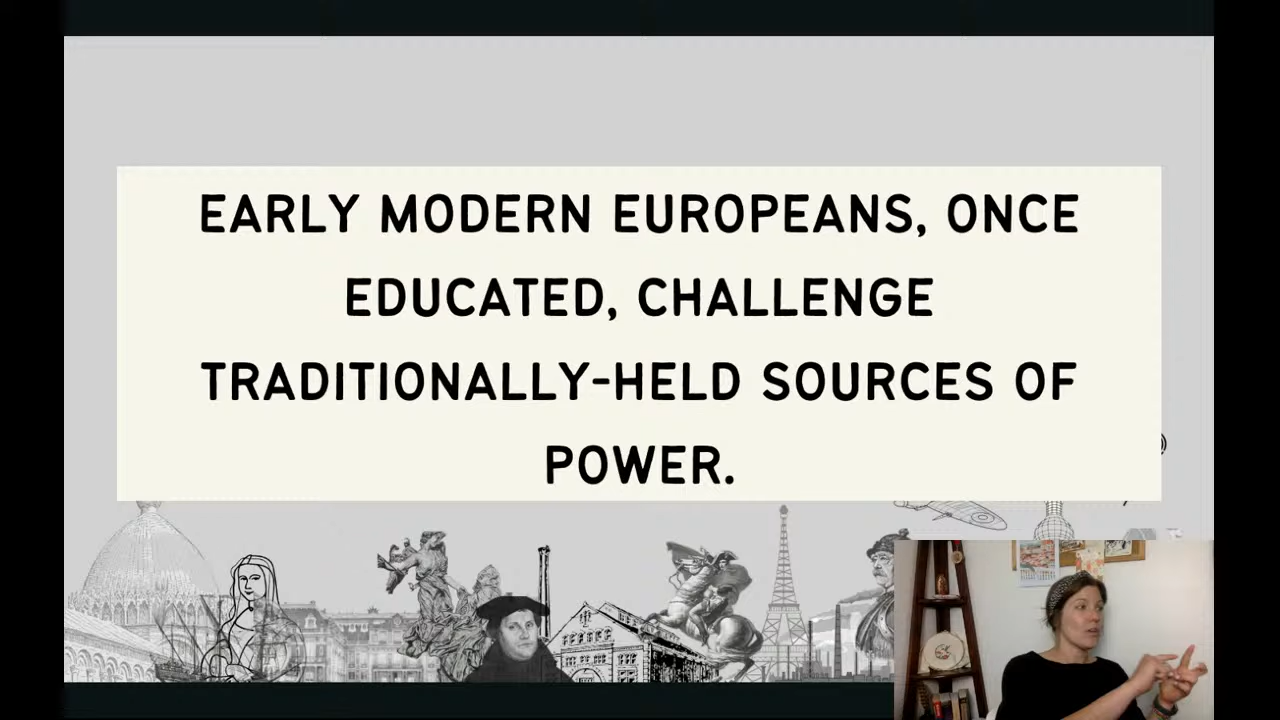 EARLY MODERN EUROPEANS, ONCE
EDUCATED, CHALLENGE
TRADITIONALLY-HELD SOURCES OF
POWER.